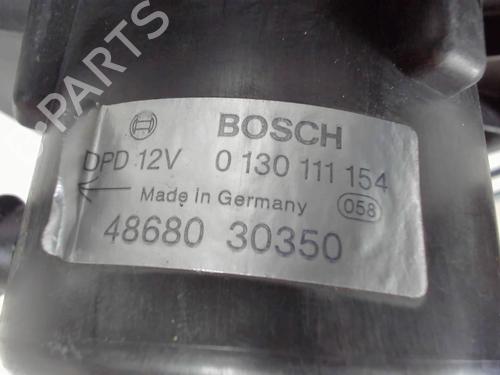 BOSCH
DPD 12V 0 130 111 154
Made in Germany 058
48680 30350
B-PARTS